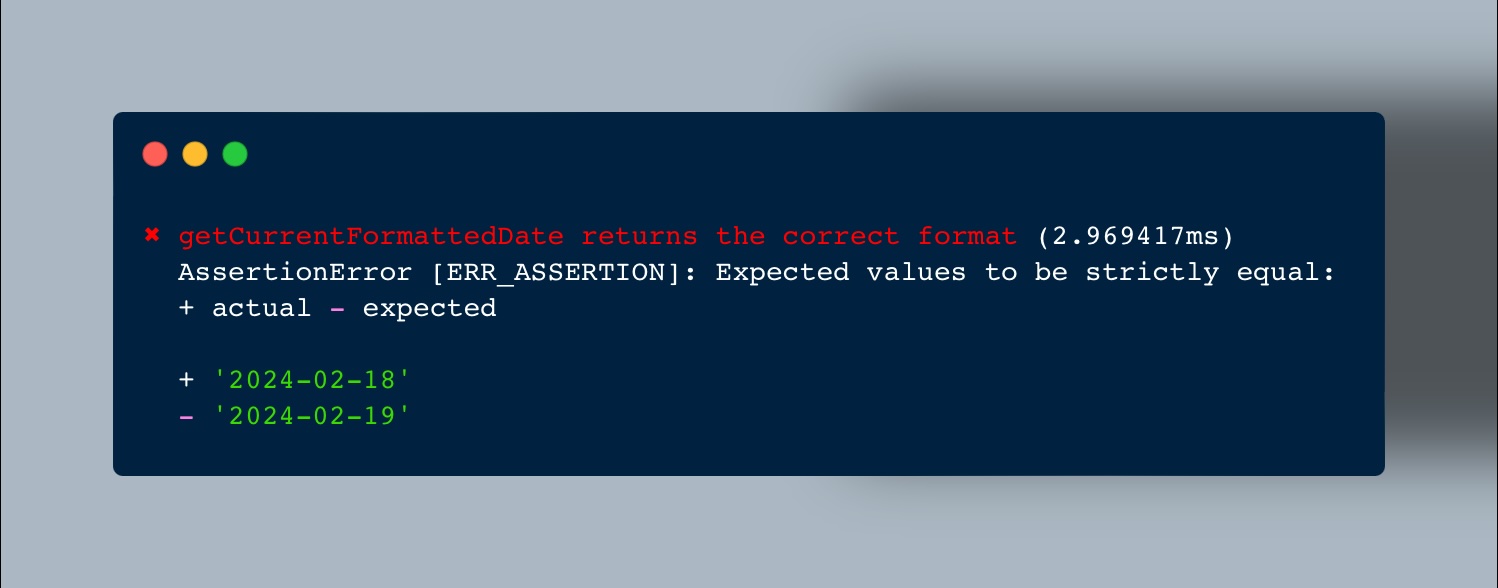 ✖ getCurrentFormattedDate returns the correct format (2.969417ms)
AssertionError [ERR_ASSERTION]: Expected values to be strictly equal:
+ actual - expected
+ '2024-02-18'
- '2024-02-19'